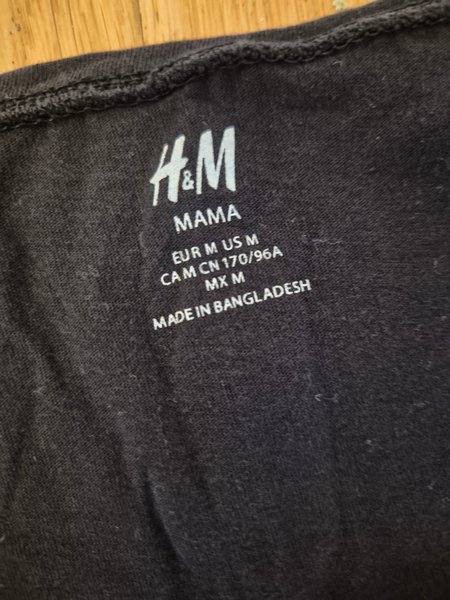 H&M
MAMA
EUR M US M
CA M CN 170/96A
MX M
MADE IN BANGLADESH